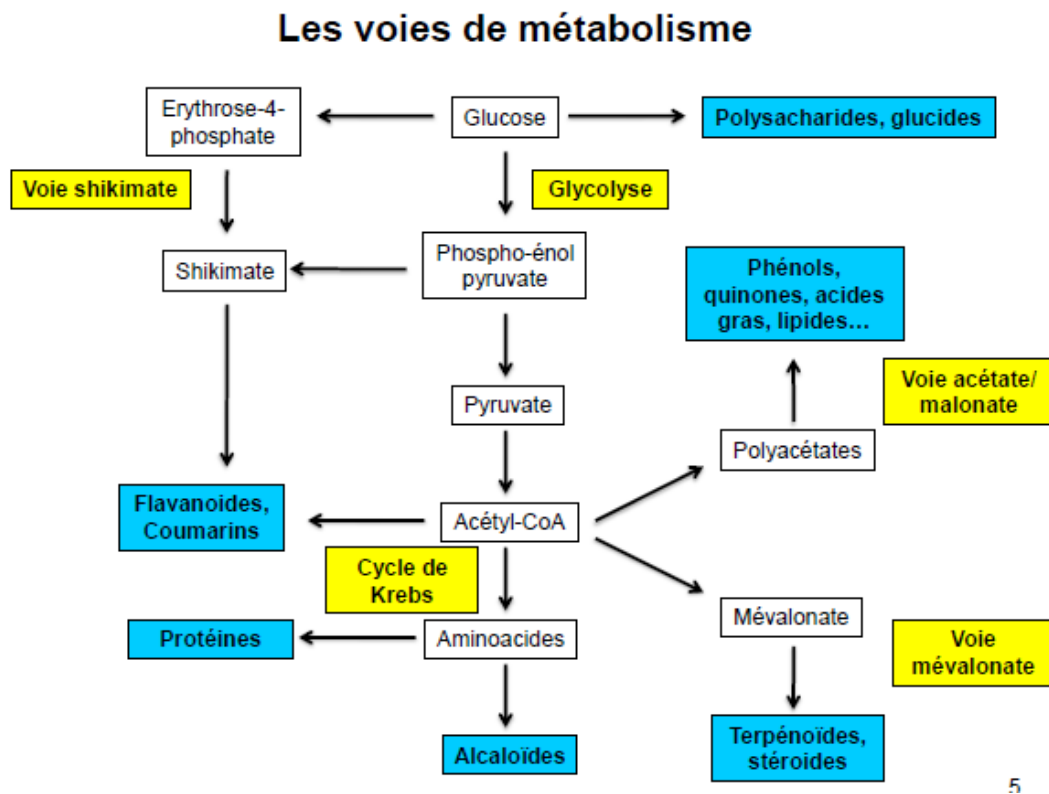 Les voies de métabolisme
Erythrose-4-
phosphate
Glucose
Polysacharides, glucides
Voie shikimate
Glycolyse
Shikimate
Phospho-énol
pyruvate
Phénols,
quinones, acides
gras, lipides...
Pyruvate
Voie acétate/
malonate
Polyacétates
Flavanoides,
Coumarins
Acétyl-CoA
Cycle de
Krebs
Protéines
Aminoacides
Mévalonate
Voie
mévalonate
Alcaloïdes
Terpénoïdes,
stéroides
5